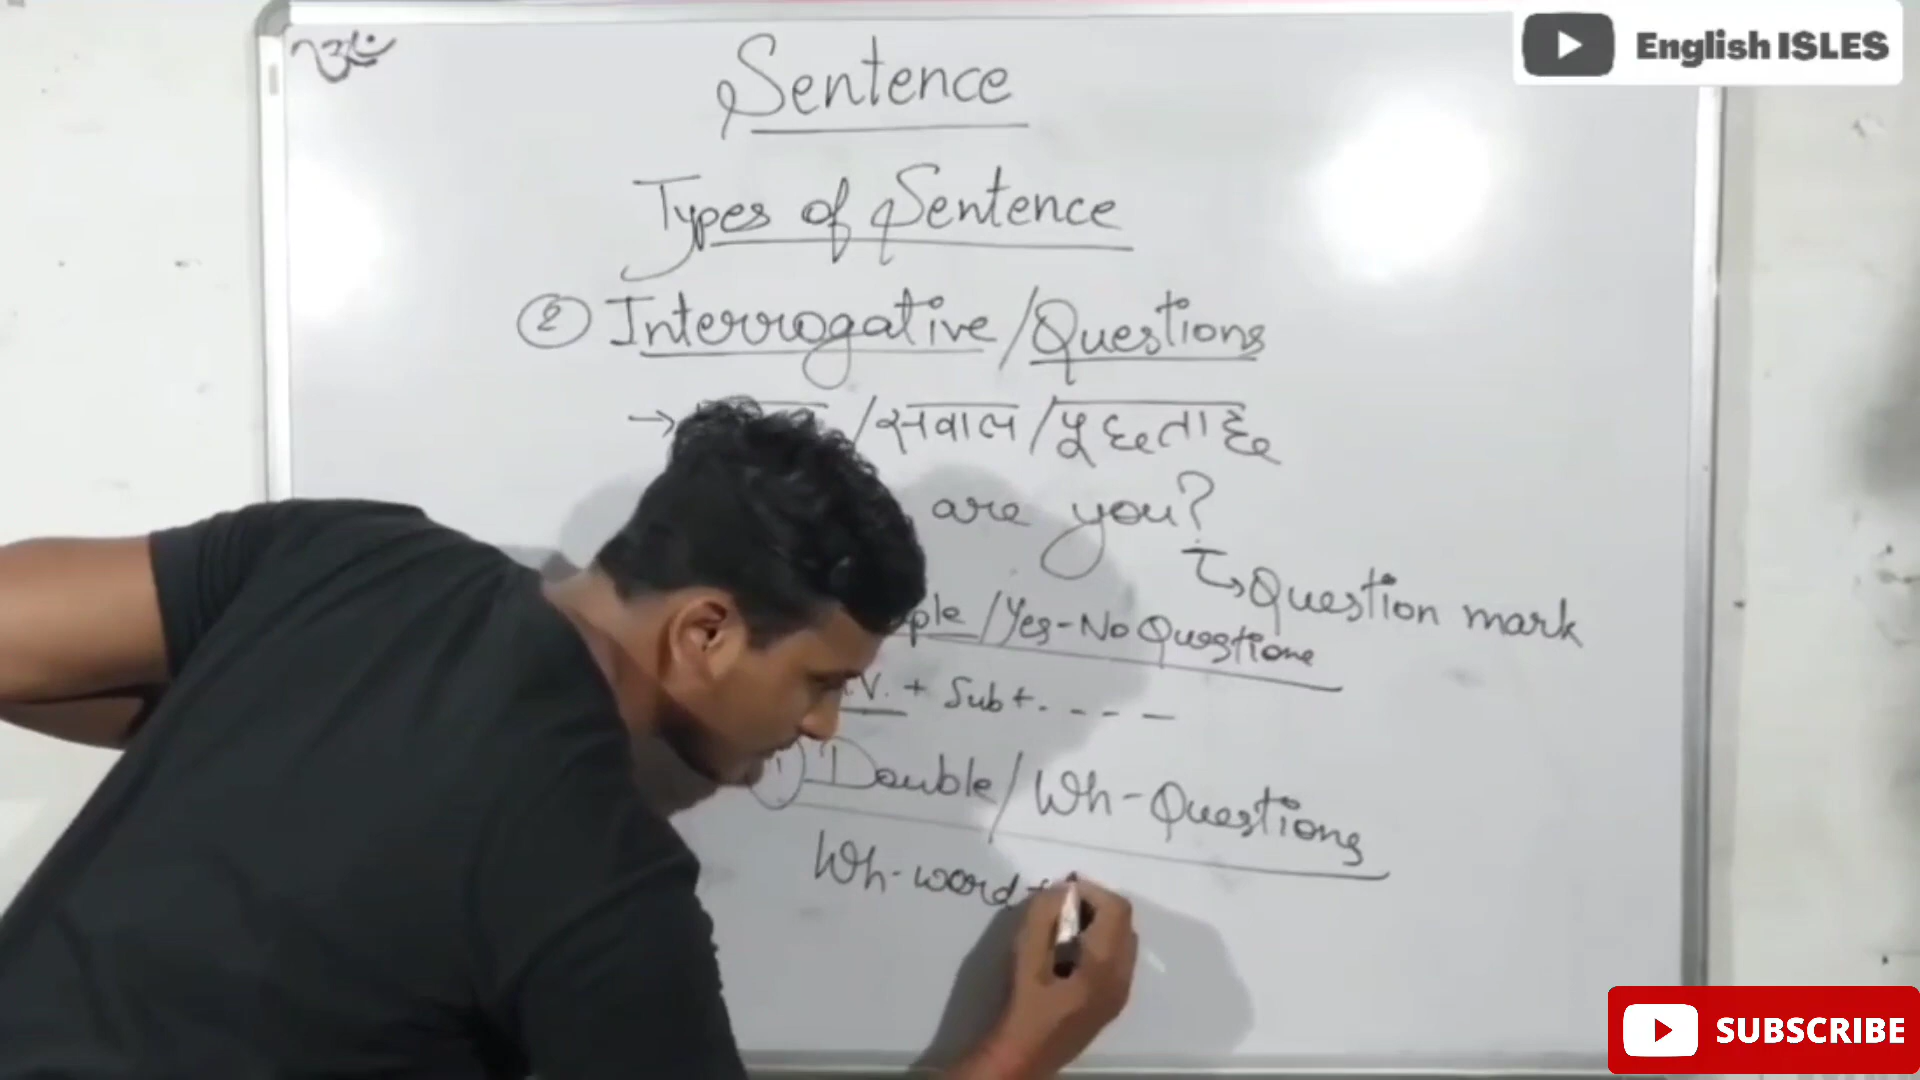 English ISLES
ॐ
Sentence
Types of Sentence
② Interrogative/Questions
→ /सवाल/पूछता है
are you?
Question mark
/Yes-No Questions
+ Sub+. - - -
Double/Wh-Questions
Wh-word +
SUBSCRIBE